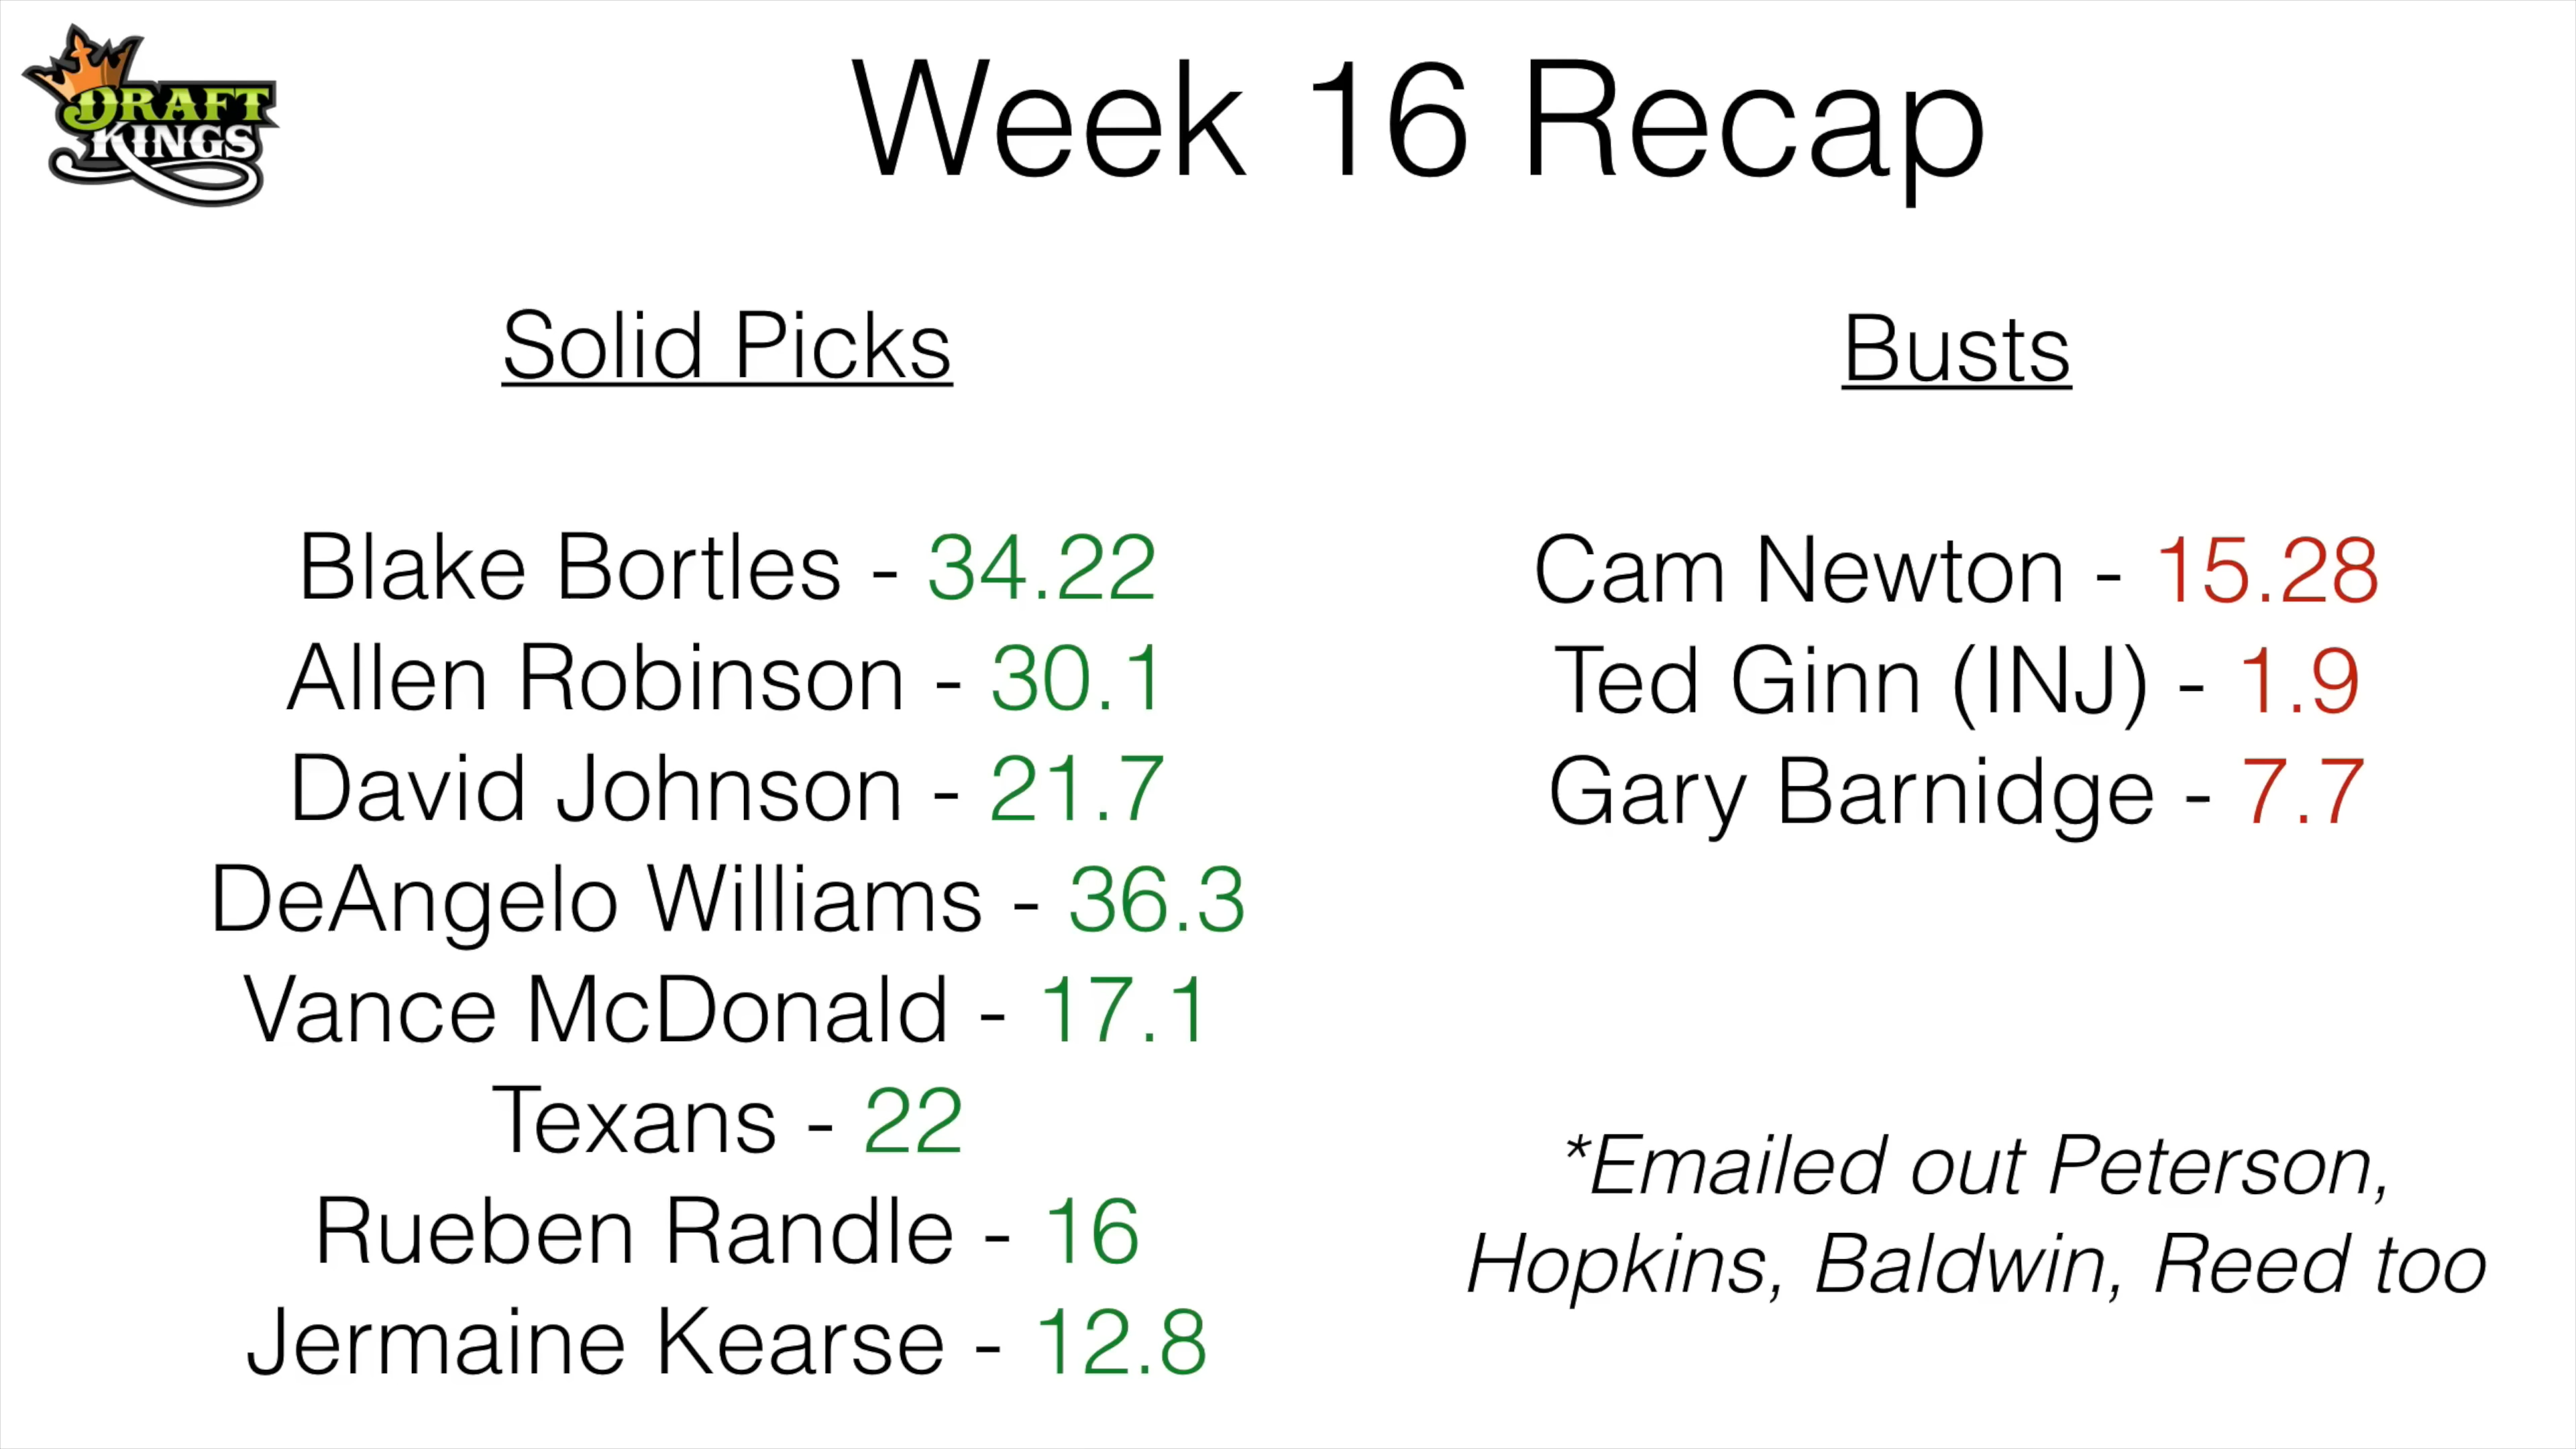 DRAFT
KINGS
Week 16 Recap
Solid Picks
Blake Bortles - 34.22
Allen Robinson - 30.1
David Johnson - 21.7
DeAngelo Williams - 36.3
Vance McDonald - 17.1
Texans - 22
Rueben Randle - 16
Jermaine Kearse - 12.8
Busts
Cam Newton - 15.28
Ted Ginn (INJ) - 1.9
Gary Barnidge - 7.7
*Emailed out Peterson,
Hopkins, Baldwin, Reed too